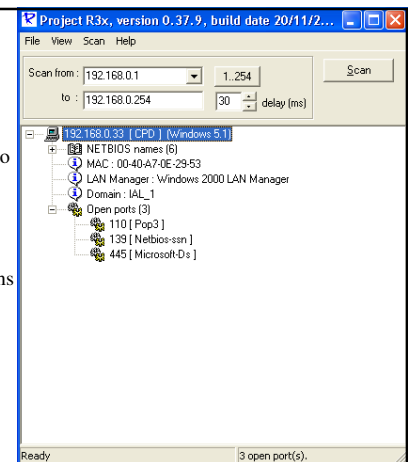 Project R3x, version 0.37.9, build date 20/11/2...
File View Scan Help
Scan from : 192.168.0.1 1..254 Scan
to : 192.168.0.254 30 delay (ms)
192.168.0.33 [ CPD ] (Windows 5.1)
NETBIOS names (6)
MAC : 00-40-A7-0E-29-53
LAN Manager : Windows 2000 LAN Manager
Domain : IAL_1
Open ports (3)
110 [ Pop3 ]
139 [ Netbios-ssn ]
445 [ Microsoft-Ds ]
Ready 3 open port(s).